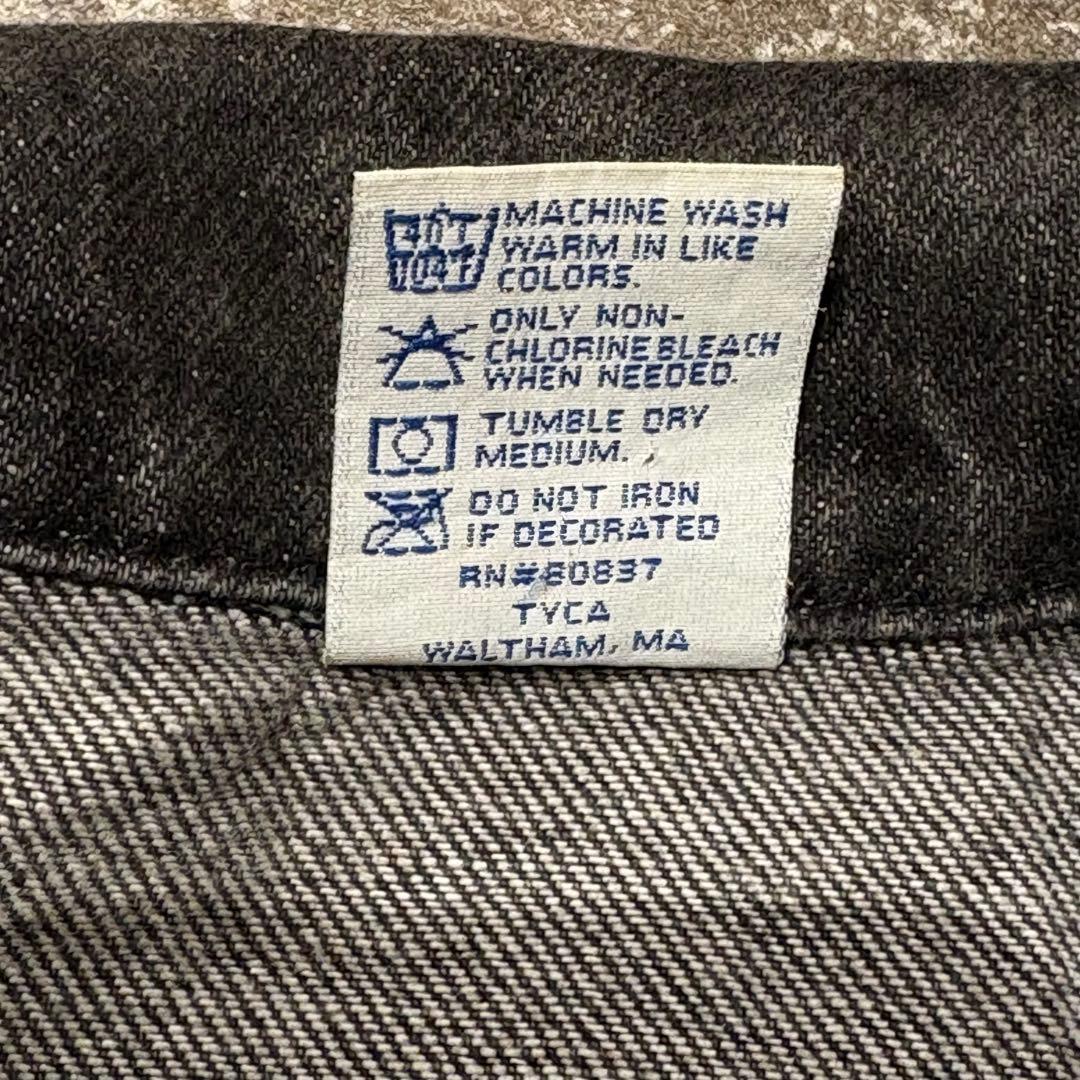 MACHINE WASH
WARM IN LIKE
COLORS.
ONLY NON-
CHLORINE BLEACH
WHEN NEEDED.
TUMBLE DRY
MEDIUM.
DO NOT IRON
IF DECORATED
RN#80837
TYCA
WALTHAM, MA